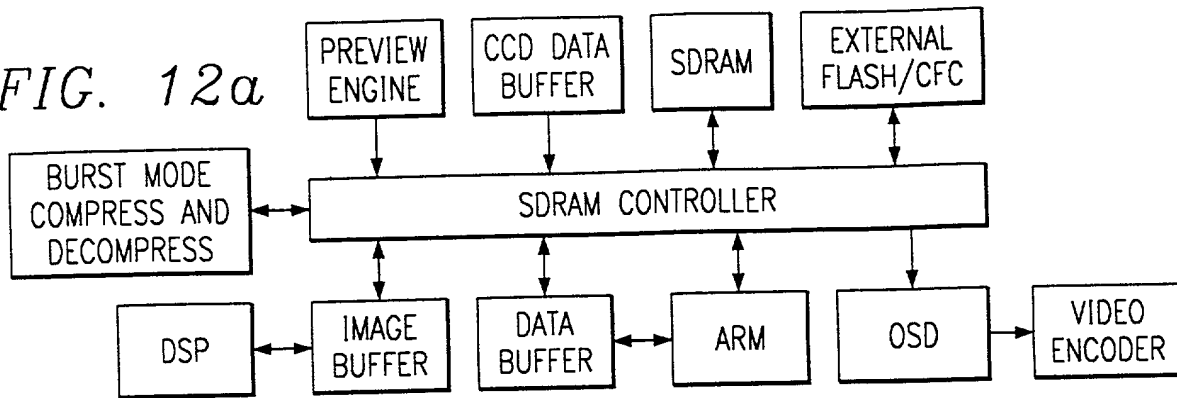 FIG. 12a
PREVIEW
ENGINE
CCD DATA
BUFFER
SDRAM
EXTERNAL
FLASH/CFC
BURST MODE
COMPRESS AND
DECOMPRESS
SDRAM CONTROLLER
DSP
IMAGE
BUFFER
DATA
BUFFER
ARM
OSD
VIDEO
ENCODER